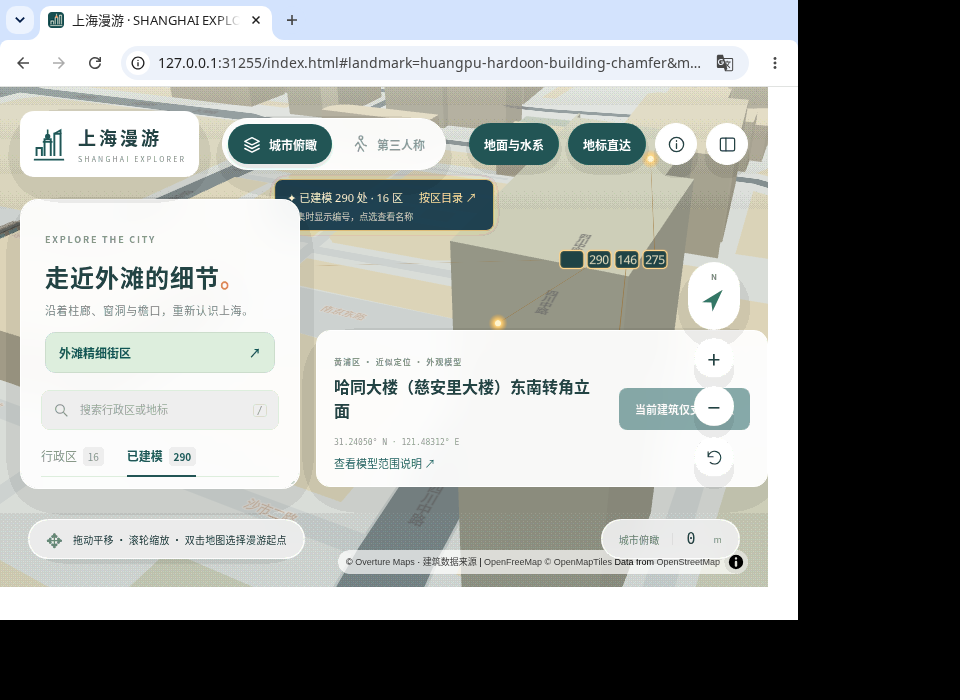 上海漫游 · SHANGHAI EXPLO
127.0.0.1:31255/index.html#landmark=huangpu-hardoon-building-chamfer&m…
上海漫游
SHANGHAI EXPLORER
城市俯瞰
第三人称
地面与水系
地标直达
✦ 已建模 290 处 · 16 区 按区目录 ↗
时显示编号，点选查看名称
EXPLORE THE CITY
走近外滩的细节。
沿着柱廊、窗洞与檐口，重新认识上海。
外滩精细街区 ↗
搜索行政区或地标 /
行政区 16 已建模 290
290 146 275
N
黄浦区 · 近似定位 · 外观模型
哈同大楼（慈安里大楼）东南转角立面
31.24050° N · 121.48312° E
查看模型范围说明 ↗
当前建筑仅
+
−
拖动平移 · 滚轮缩放 · 双击地图选择漫游起点
城市俯瞰 0 m
© Overture Maps · 建筑数据来源 | OpenFreeMap © OpenMapTiles Data from OpenStreetMap